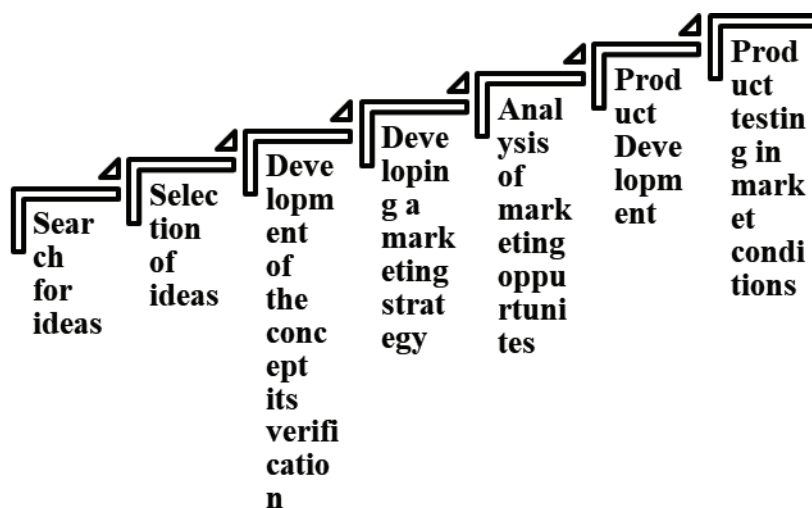 Sear
ch
for
ideas
Selec
tion
of
ideas
Deve
lopm
ent
of
the
conc
ept
its
verifi
catio
n
Deve
lopin
g a
mark
eting
strat
egy
Anal
ysis
of
mark
eting
oppu
rtuni
tes
Prod
uct
Deve
lopm
ent
Prod
uct
testin
g in
mark
et
condi
tions